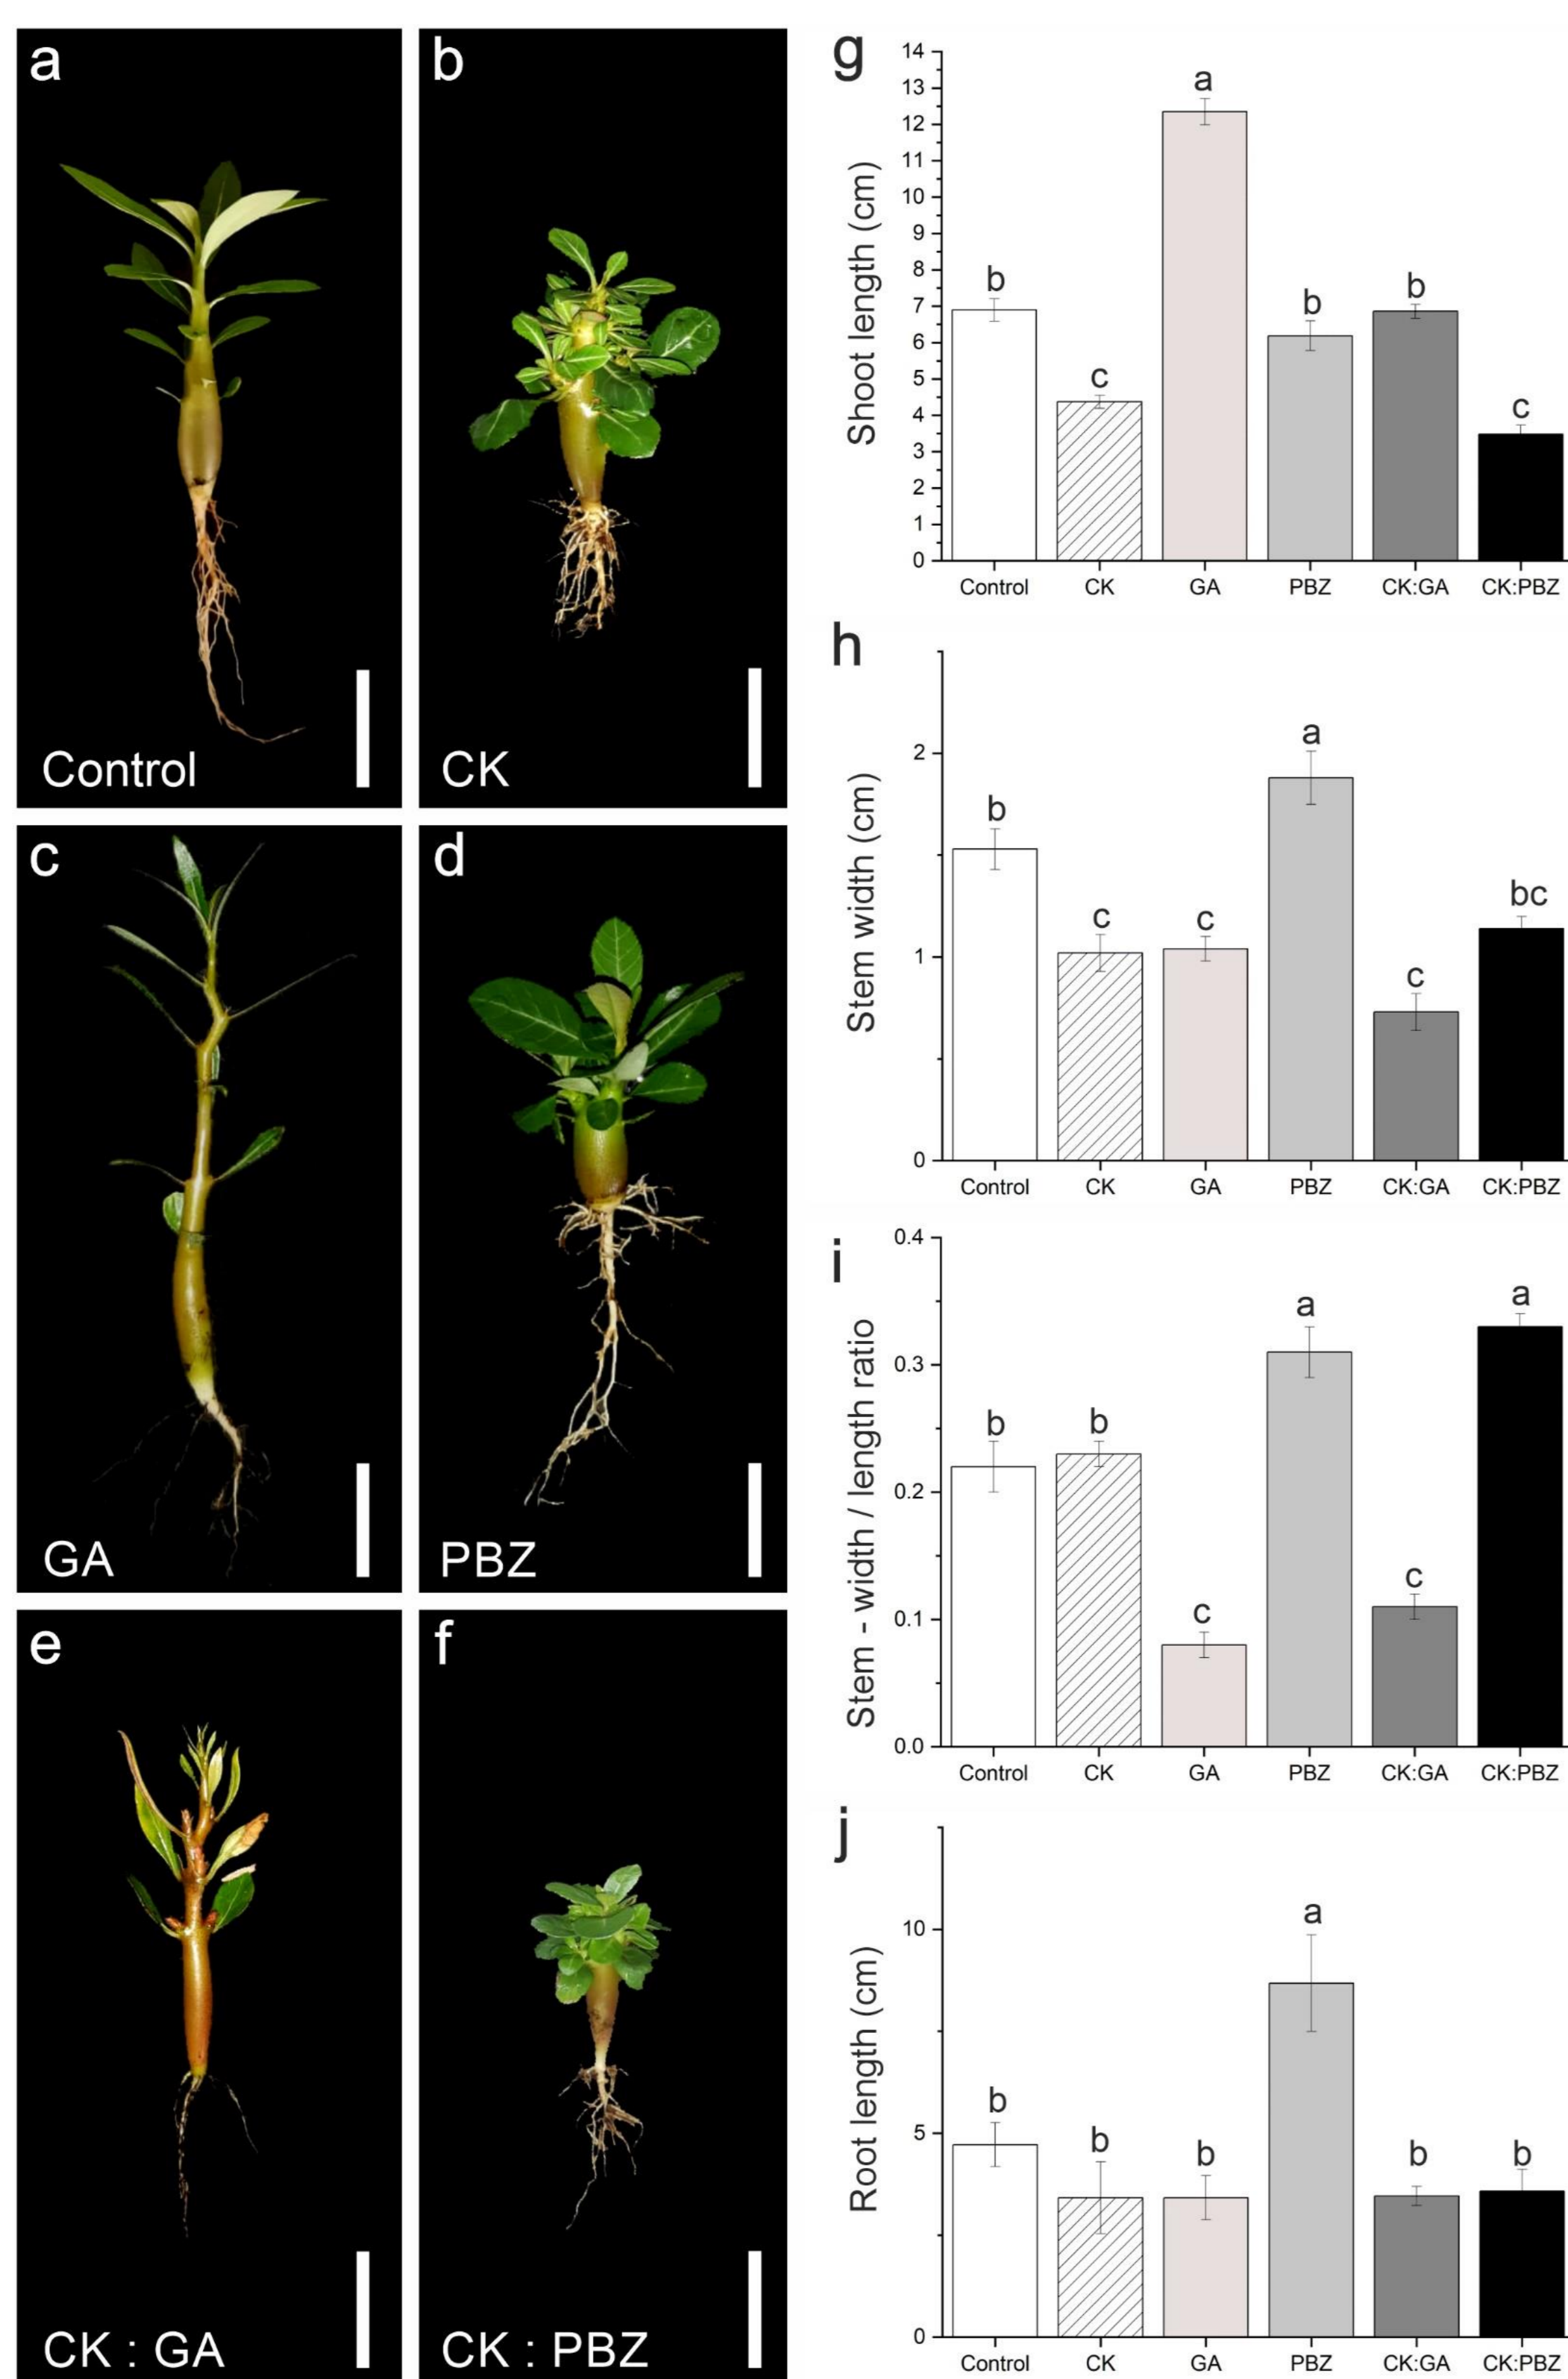 a
Control
b
CK
c
GA
d
PBZ
e
CK : GA
f
CK : PBZ
g
Shoot length (cm)
14
13
12
11
10
9
8
7
6
5
4
3
2
1
0
b
c
a
b
b
c
Control CK GA PBZ CK:GA CK:PBZ
h
Stem width (cm)
2
1
0
b
c
c
a
c
bc
Control CK GA PBZ CK:GA CK:PBZ
i
Stem - width / length ratio
0.4
0.3
0.2
0.1
0.0
b
b
c
a
c
a
Control CK GA PBZ CK:GA CK:PBZ
j
Root length (cm)
10
5
0
b
b
b
a
b
b
Control CK GA PBZ CK:GA CK:PBZ